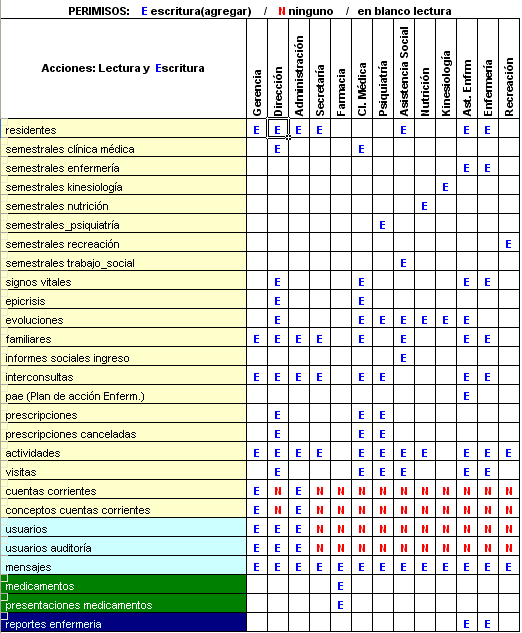 PERIMISOS: E escritura(agregar) / N ninguno / en blanco lectura
Acciones: Lectura y Escritura
Gerencia
Dirección
Administración
Secretaría
Farmacia
Cl. Médica
Psiquiatría
Asistencia Social
Nutrición
Kinesiología
Ast. Enfrm
Enfermería
Recreación
residentes E E E E E E E
semestrales clínica médica E E
semestrales enfermería E E
semestrales kinesiología E
semestrales nutrición E
semestrales_psiquiatría E
semestrales recreación E
semestrales trabajo_social E
signos vitales E E E E
epicrisis E E
evoluciones E E E E E E E
familiares E E E E E E E E
informes sociales ingreso E
interconsultas E E E E E E E E
pae (Plan de acción Enferm.) E
prescripciones E E E
prescripciones canceladas E E E
actividades E E E E E E E E E E E
visitas E E E E E E
cuentas corrientes E N E N N N N N N N N N N
conceptos cuentas corrientes E N E N N N N N N N N N N
usuarios E E E N N N N N N N N N N
usuarios auditoría E E E N N N N N N N N N N
mensajes E E E E E E E E E E E E E
medicamentos E
presentaciones medicamentos E
reportes enfermeria E E